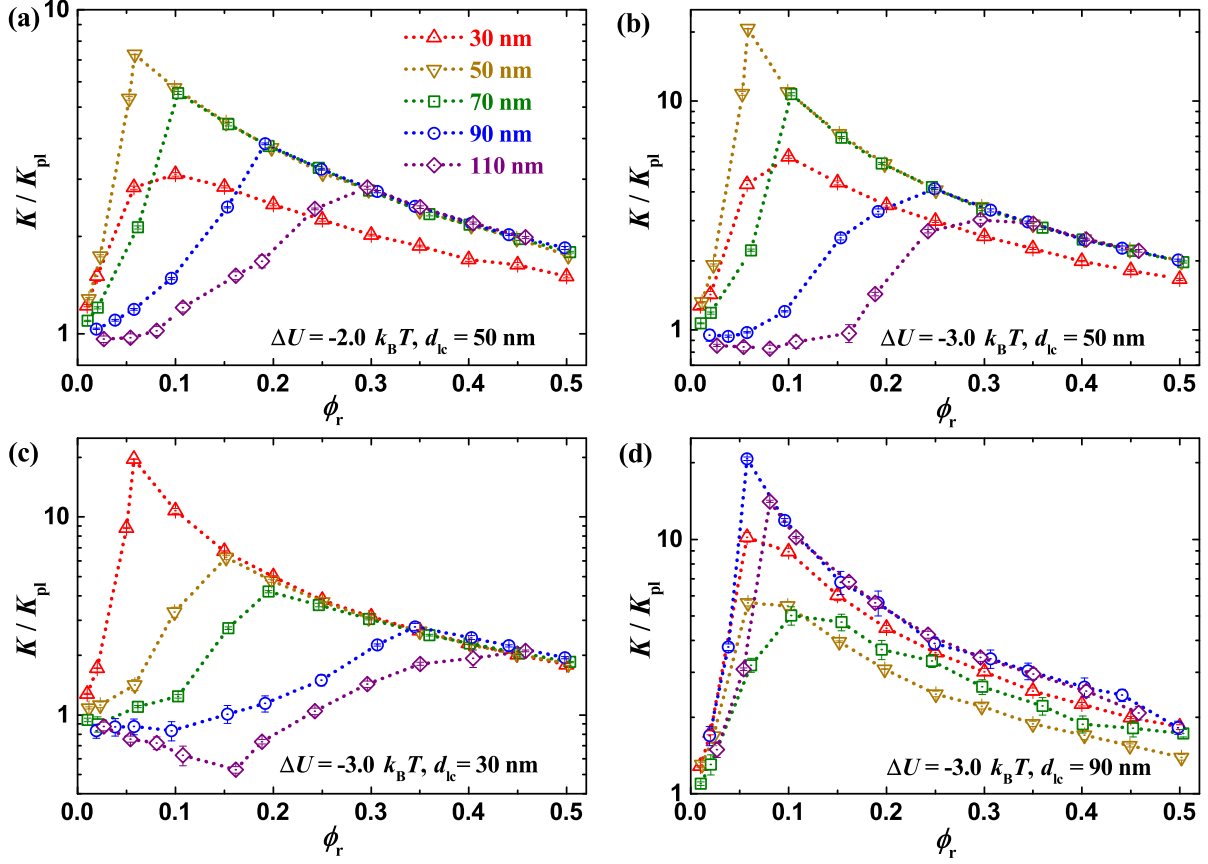 (a)
10
1
K / Kpl
30 nm
50 nm
70 nm
90 nm
110 nm
ΔU = -2.0 kBT, dlc = 50 nm
0.0 0.1 0.2 0.3 0.4 0.5
ϕr
(b)
10
1
K / Kpl
ΔU = -3.0 kBT, dlc = 50 nm
0.0 0.1 0.2 0.3 0.4 0.5
ϕr
(c)
10
1
K / Kpl
ΔU = -3.0 kBT, dlc = 30 nm
0.0 0.1 0.2 0.3 0.4 0.5
ϕr
(d)
10
1
K / Kpl
ΔU = -3.0 kBT, dlc = 90 nm
0.0 0.1 0.2 0.3 0.4 0.5
ϕr